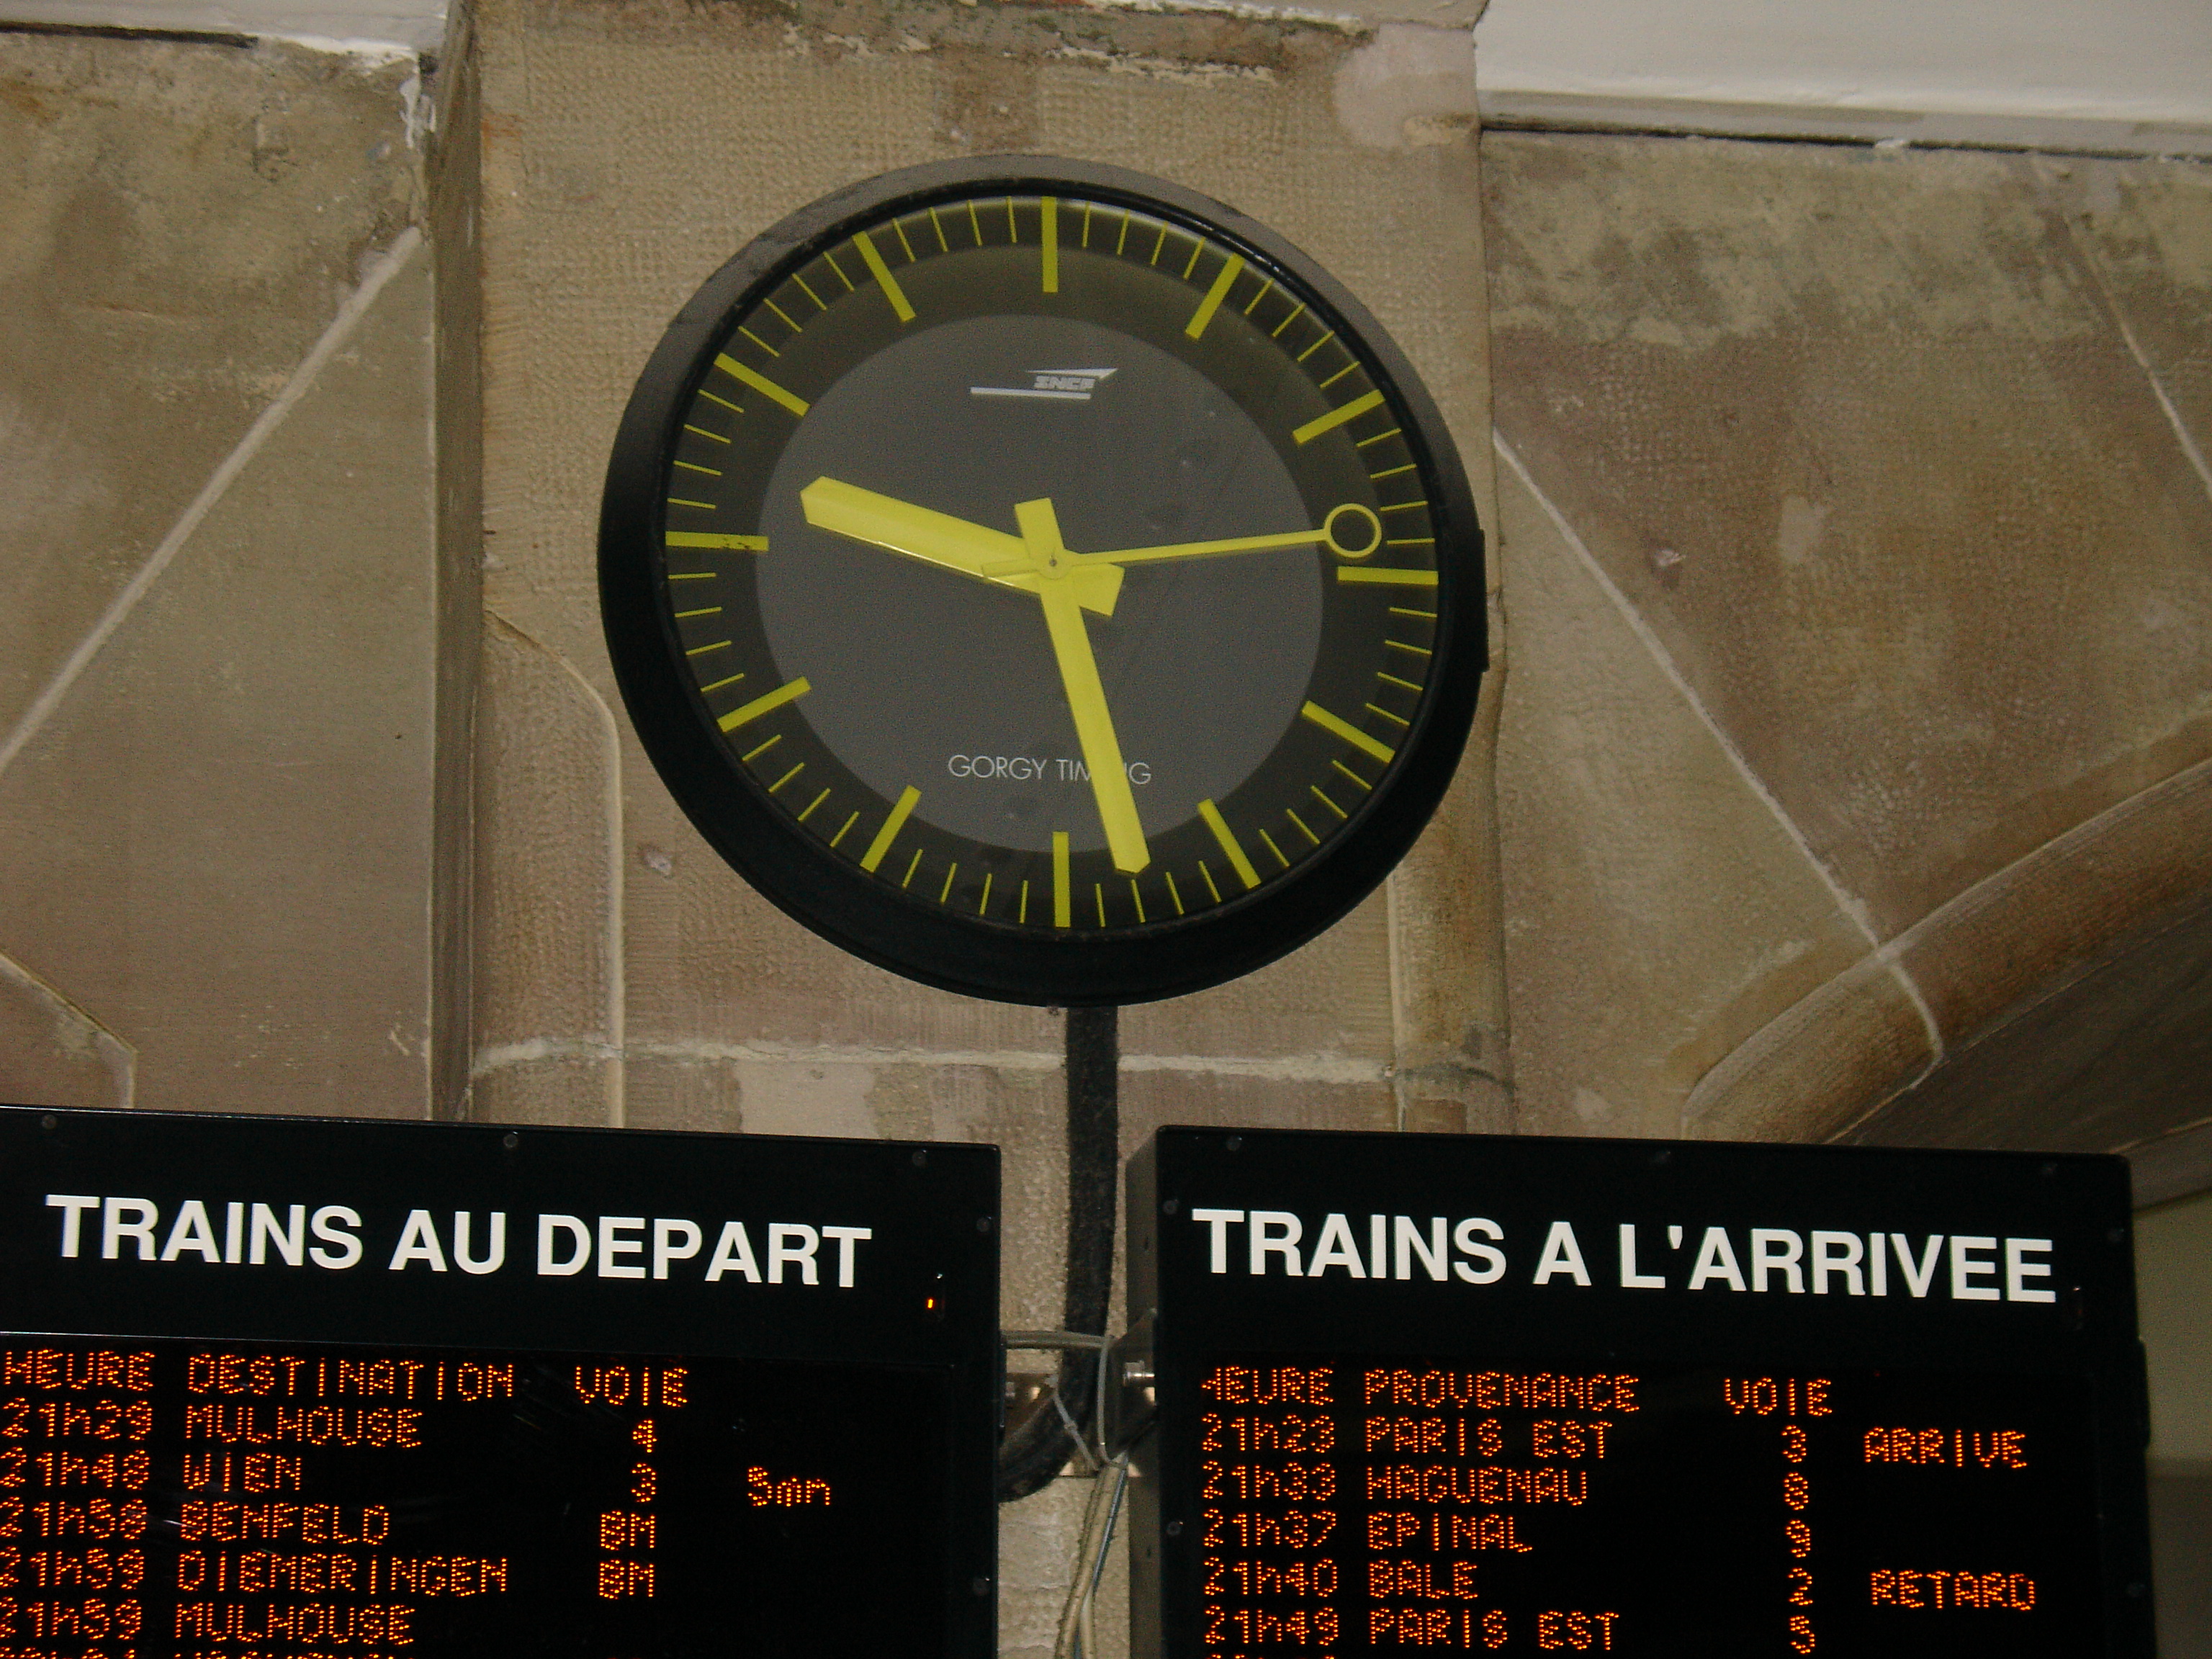 SNCF
GORGY TIMING
TRAINS AU DEPART
HEURE DESTINATION VOIE
21h29 MULHOUSE 4
21h48 WIEN 3 5mn
21h50 BENFELD BM
21h59 DIEMERINGEN BM
21h59 MULHOUSE
TRAINS A L'ARRIVEE
HEURE PROVENANCE VOIE
21h23 PARIS EST 3 ARRIVE
21h33 HAGUENAU 8
21h37 EPINAL 9
21h40 BALE 2 RETARD
21h49 PARIS EST 5